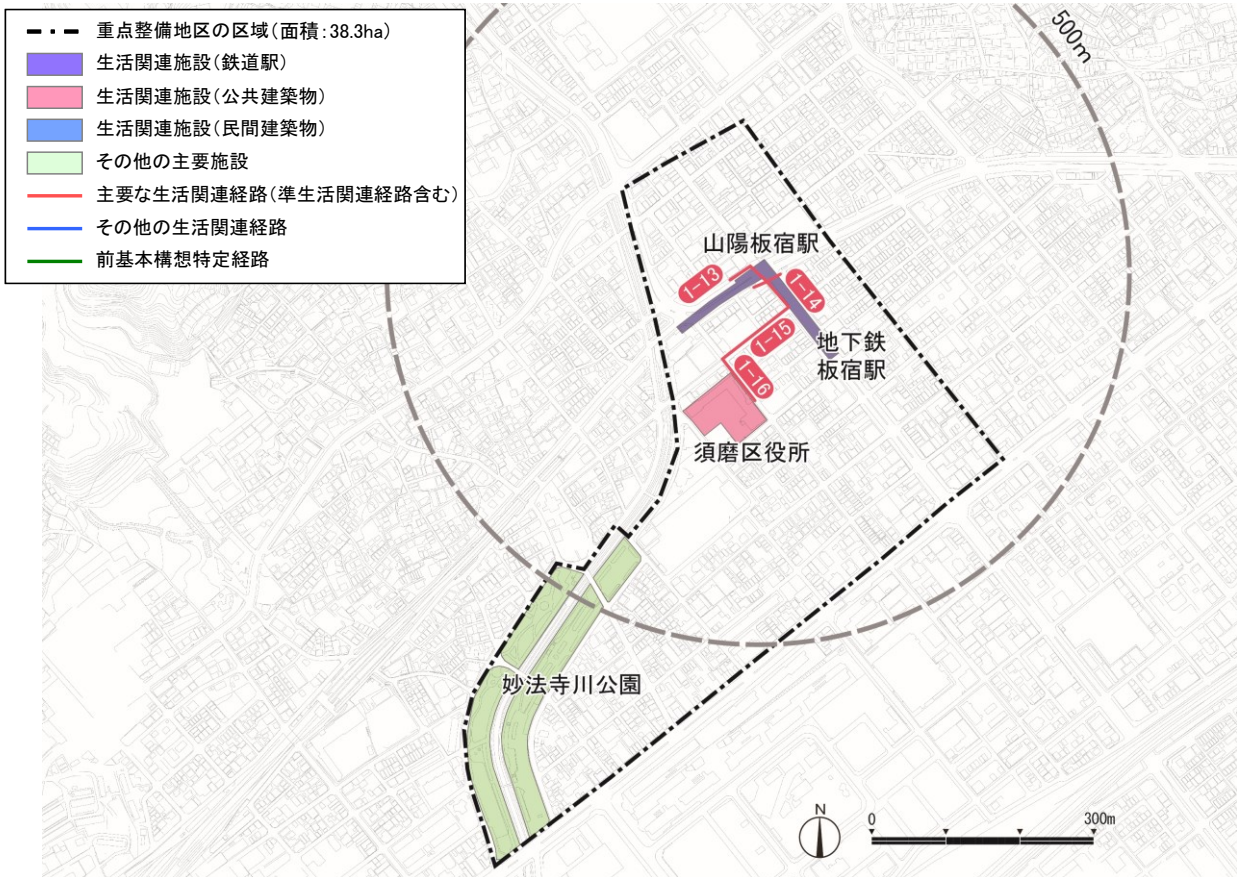 重点整備地区の区域(面積:38.3ha)
生活関連施設(鉄道駅)
生活関連施設(公共建築物)
生活関連施設(民間建築物)
その他の主要施設
主要な生活関連経路(準生活関連経路含む)
その他の生活関連経路
前基本構想特定経路
500m
山陽板宿駅
1-13
1-14
1-15
地下鉄
板宿駅
1-16
須磨区役所
妙法寺川公園
N
0
300m